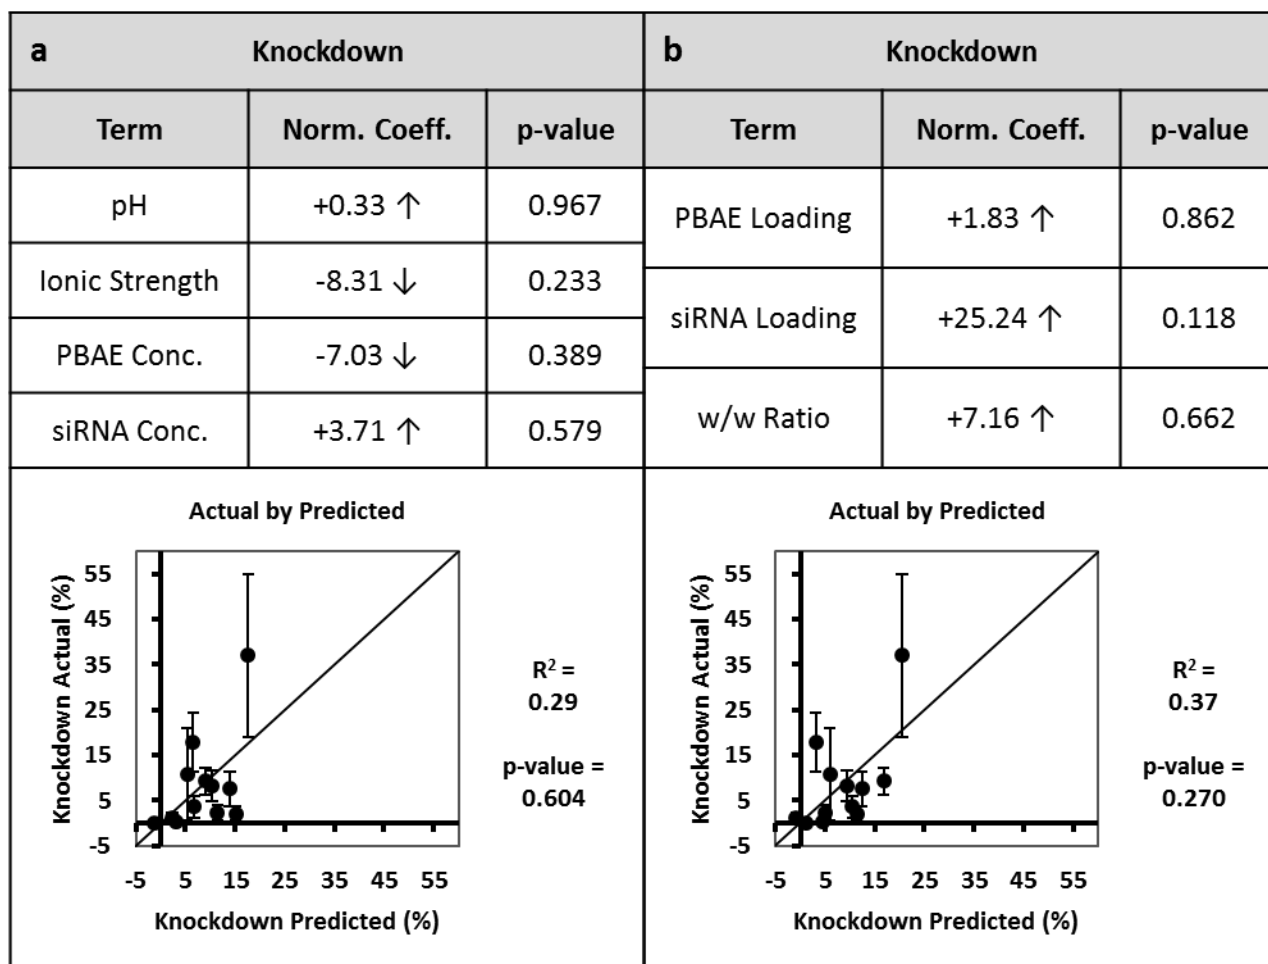 a Knockdown
Term Norm. Coeff. p-value
pH +0.33 ↑ 0.967
Ionic Strength -8.31 ↓ 0.233
PBAE Conc. -7.03 ↓ 0.389
siRNA Conc. +3.71 ↑ 0.579
Actual by Predicted
Knockdown Actual (%)
55
45
35
25
15
5
-5
-5 5 15 25 35 45 55
Knockdown Predicted (%)
R² =
0.29
p-value =
0.604
b Knockdown
Term Norm. Coeff. p-value
PBAE Loading +1.83 ↑ 0.862
siRNA Loading +25.24 ↑ 0.118
w/w Ratio +7.16 ↑ 0.662
Actual by Predicted
Knockdown Actual (%)
55
45
35
25
15
5
-5
-5 5 15 25 35 45 55
Knockdown Predicted (%)
R² =
0.37
p-value =
0.270